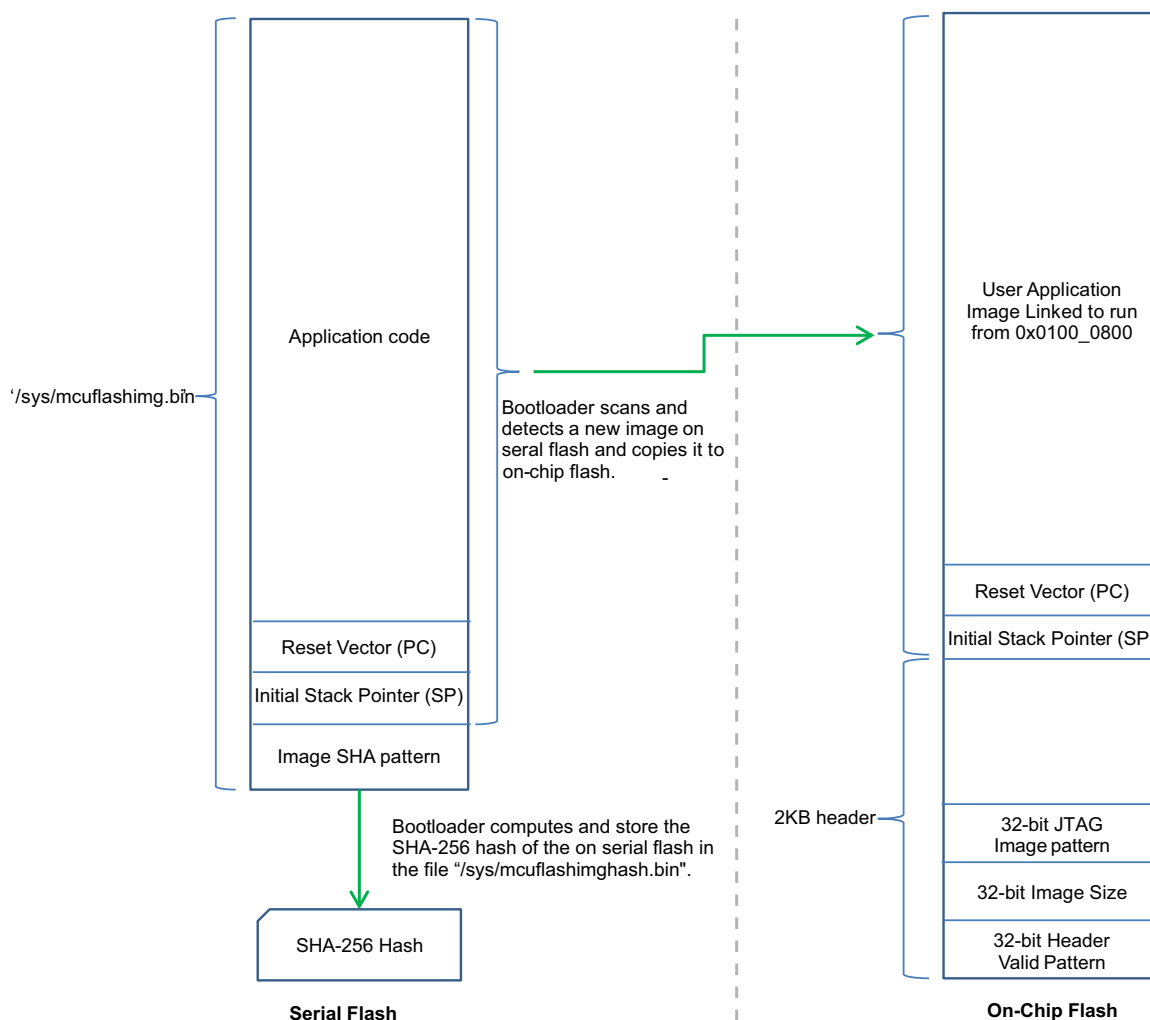 Application code
'/sys/mcuflashimg.bin
Bootloader scans and
detects a new image on
seral flash and copies it to
on-chip flash.
-
Reset Vector (PC)
Initial Stack Pointer (SP)
Image SHA pattern
Bootloader computes and store the
SHA-256 hash of the on serial flash in
the file “/sys/mcuflashimghash.bin".
SHA-256 Hash
Serial Flash
User Application
Image Linked to run
from 0x0100_0800
Reset Vector (PC)
Initial Stack Pointer (SP
2KB header
32-bit JTAG
Image pattern
32-bit Image Size
32-bit Header
Valid Pattern
On-Chip Flash